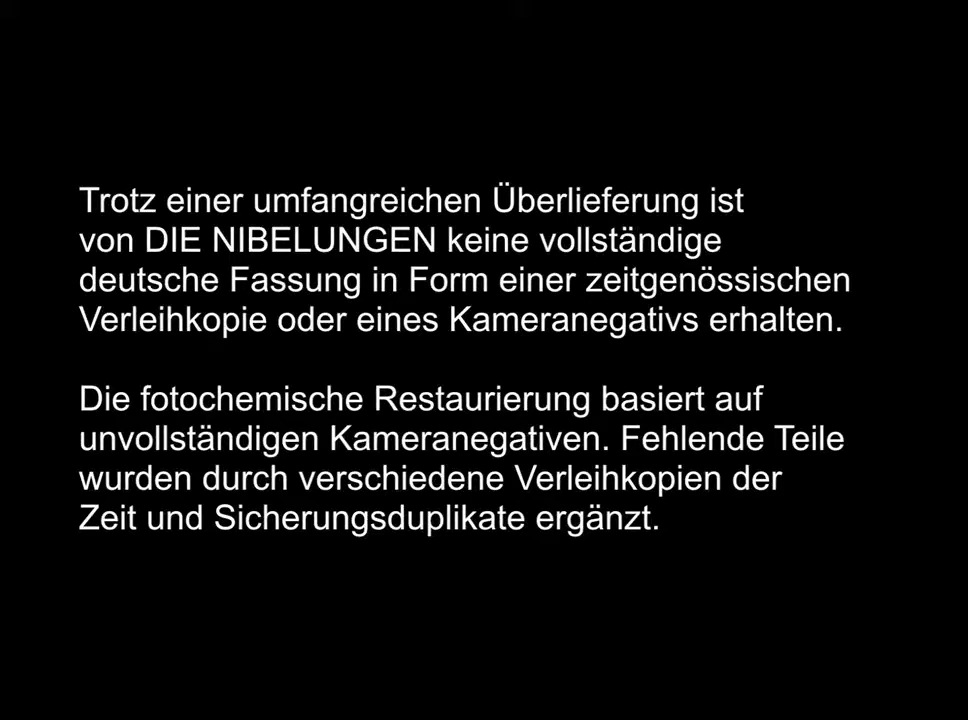 Trotz einer umfangreichen Überlieferung ist
von DIE NIBELUNGEN keine vollständige
deutsche Fassung in Form einer zeitgenössischen
Verleihkopie oder eines Kameranegativs erhalten.
Die fotochemische Restaurierung basiert auf
unvollständigen Kameranegativen. Fehlende Teile
wurden durch verschiedene Verleihkopien der
Zeit und Sicherungsduplikate ergänzt.